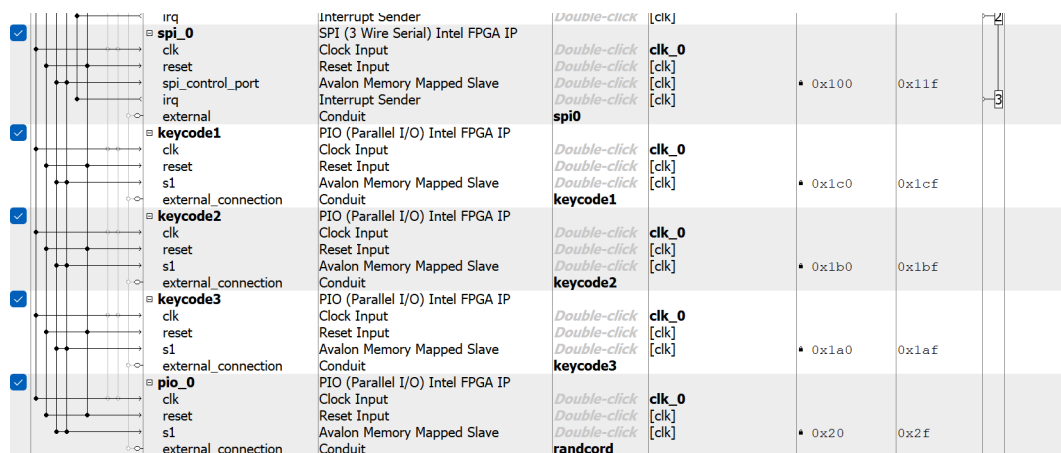 irq Interrupt Sender Double-click [clk] 2
spi_0 SPI (3 Wire Serial) Intel FPGA IP
clk Clock Input Double-click clk_0
reset Reset Input Double-click [clk]
spi_control_port Avalon Memory Mapped Slave Double-click [clk] 0x100 0x11f
irq Interrupt Sender Double-click [clk] 3
external Conduit spi0
keycode1 PIO (Parallel I/O) Intel FPGA IP
clk Clock Input Double-click clk_0
reset Reset Input Double-click [clk]
s1 Avalon Memory Mapped Slave Double-click [clk] 0x1c0 0x1cf
external_connection Conduit keycode1
keycode2 PIO (Parallel I/O) Intel FPGA IP
clk Clock Input Double-click clk_0
reset Reset Input Double-click [clk]
s1 Avalon Memory Mapped Slave Double-click [clk] 0x1b0 0x1bf
external_connection Conduit keycode2
keycode3 PIO (Parallel I/O) Intel FPGA IP
clk Clock Input Double-click clk_0
reset Reset Input Double-click [clk]
s1 Avalon Memory Mapped Slave Double-click [clk] 0x1a0 0x1af
external_connection Conduit keycode3
pio_0 PIO (Parallel I/O) Intel FPGA IP
clk Clock Input Double-click clk_0
reset Reset Input Double-click [clk]
s1 Avalon Memory Mapped Slave Double-click [clk] 0x20 0x2f
external_connection Conduit randcord